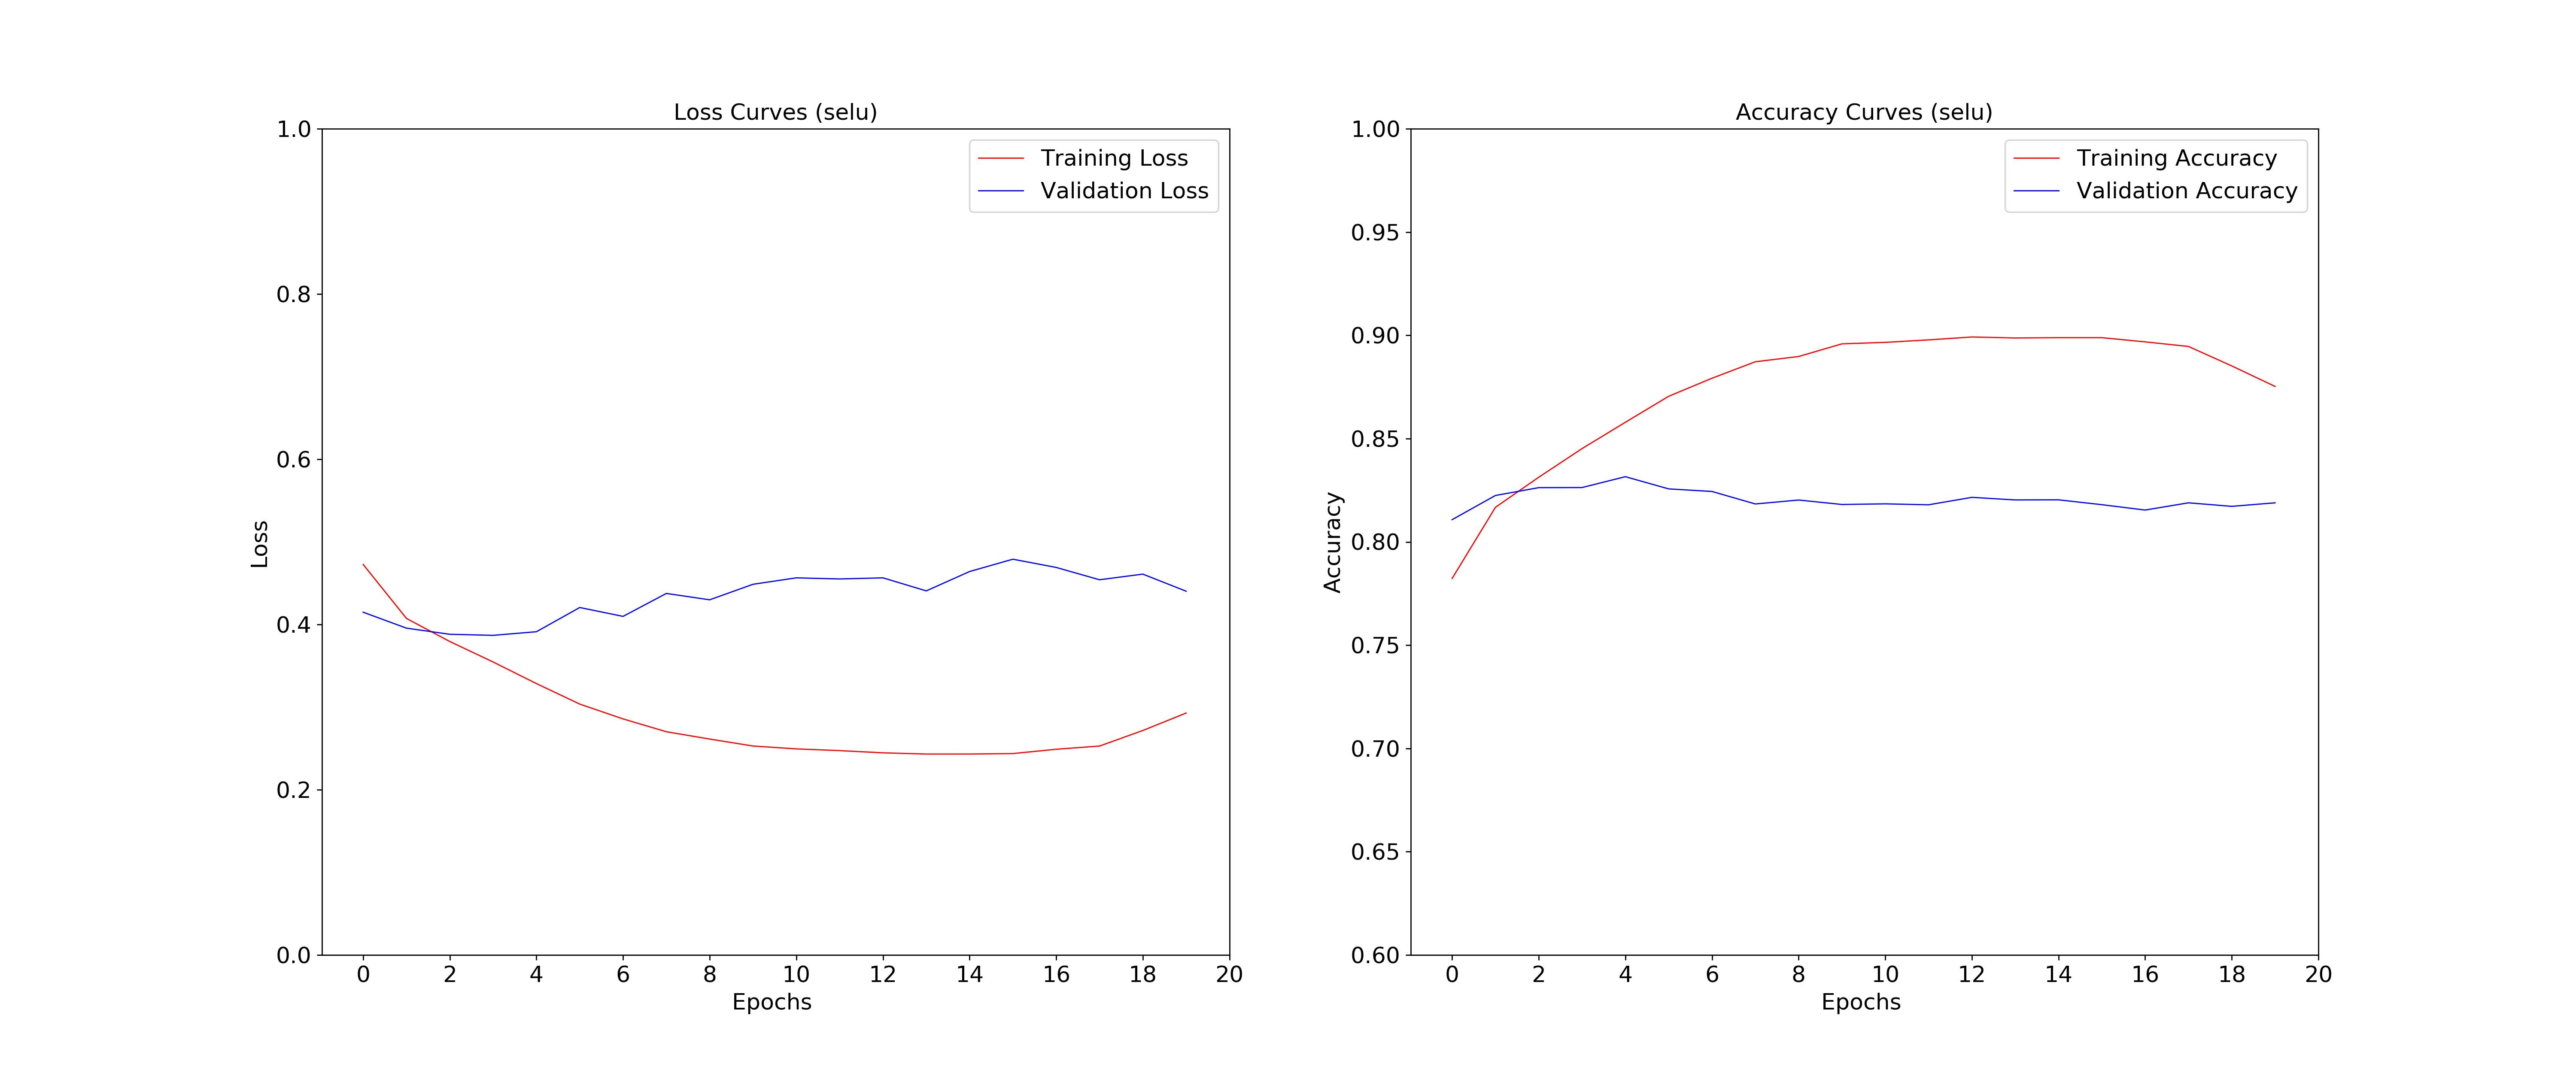 Loss Curves (selu)
1.0
0.8
0.6
0.4
0.2
0.0
Loss
Training Loss
Validation Loss
0 2 4 6 8 10 12 14 16 18 20
Epochs
Accuracy Curves (selu)
1.00
0.95
0.90
0.85
0.80
0.75
0.70
0.65
0.60
Accuracy
Training Accuracy
Validation Accuracy
0 2 4 6 8 10 12 14 16 18 20
Epochs